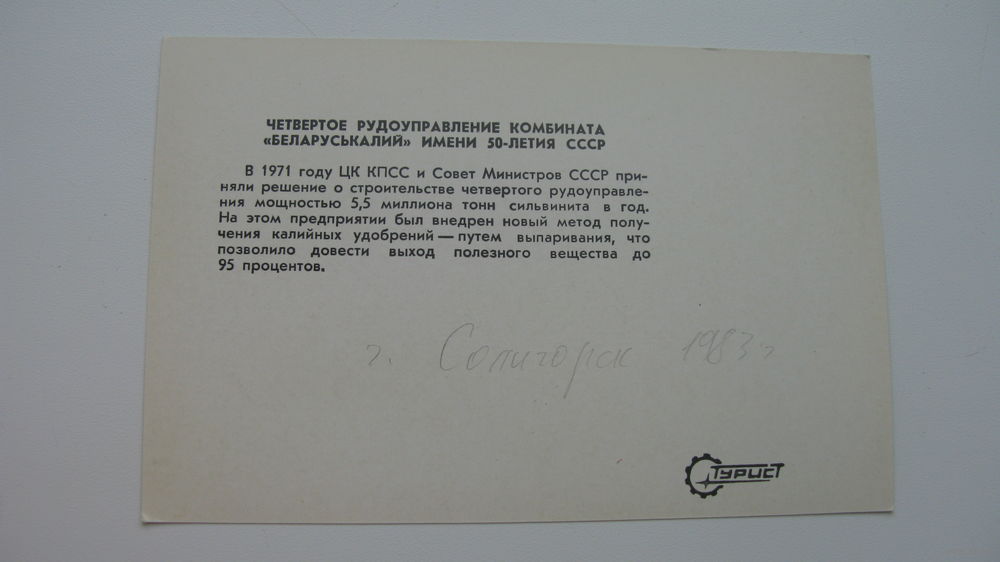 ЧЕТВЕРТОЕ РУДОУПРАВЛЕНИЕ КОМБИНАТА
«БЕЛАРУСЬКАЛИЙ» ИМЕНИ 50-ЛЕТИЯ СССР
В 1971 году ЦК КПСС и Совет Министров СССР при-
няли решение о строительстве четвертого рудоуправле-
ния мощностью 5,5 миллиона тонн сильвинита в год.
На этом предприятии был внедрен новый метод полу-
чения калийных удобрений — путем выпаривания, что
позволило довести выход полезного вещества до
95 процентов.
г. Солигорск 1983 г
ТУРИСТ